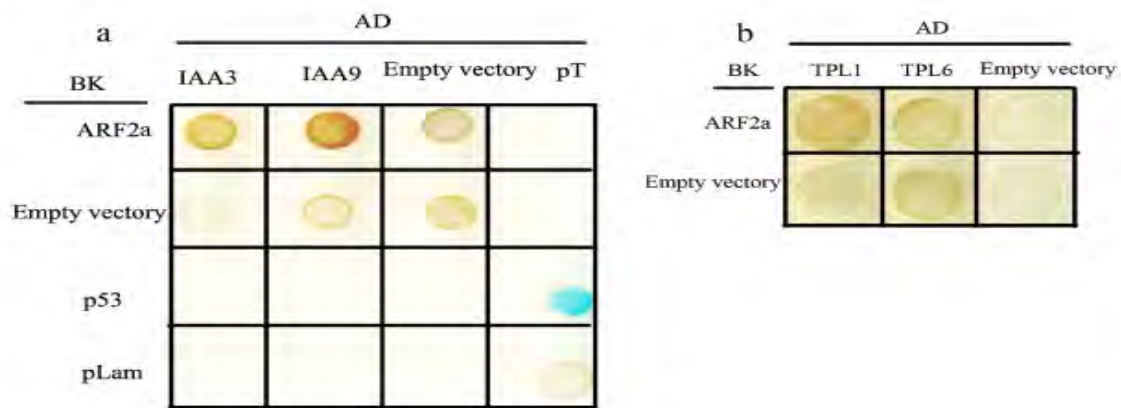 a
AD
BK
IAA3
IAA9
Empty vectory
pT
ARF2a
Empty vectory
p53
pLam
b
AD
BK
TPL1
TPL6
Empty vectory
ARF2a
Empty vectory